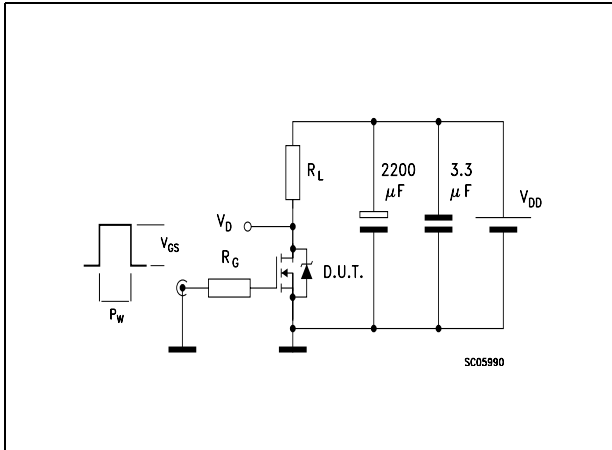 2200
μF
3.3
μF
R_L
V_DD
V_D
V_GS
R_G
D.U.T.
P_W
SC05990